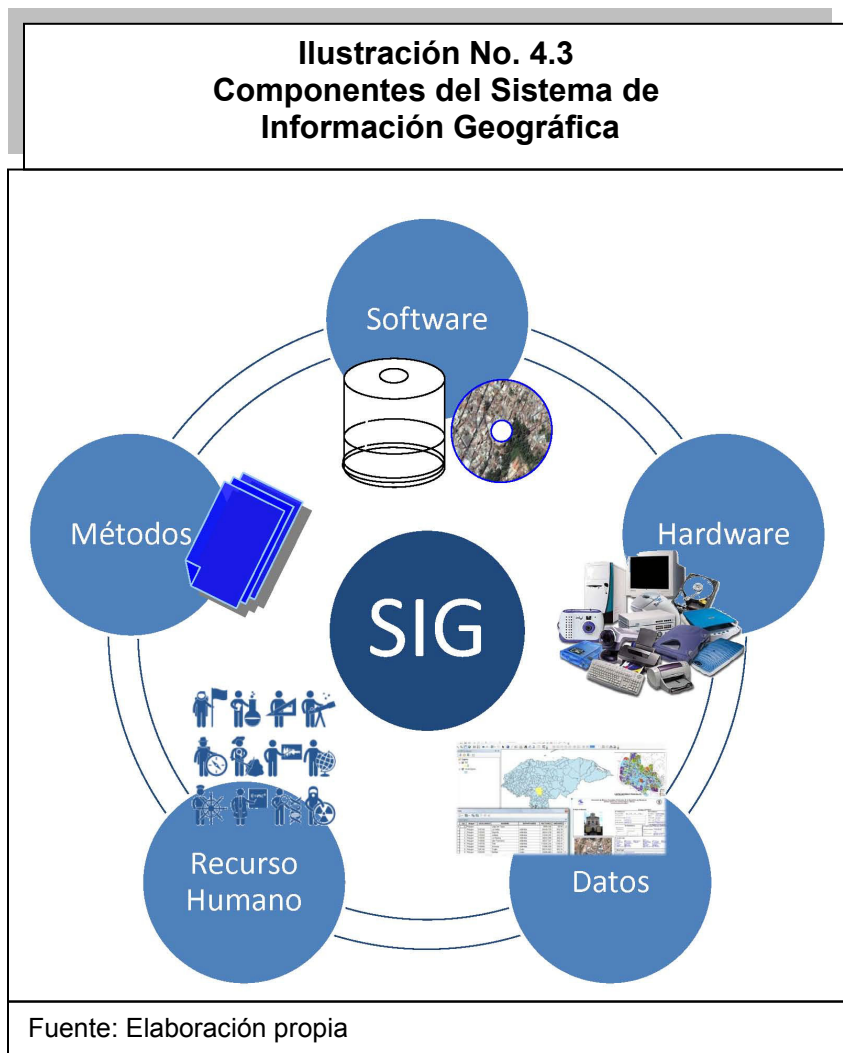 Ilustración No. 4.3
Componentes del Sistema de
Información Geográfica
Software
Métodos
Hardware
SIG
Recurso
Humano
Datos
Fuente: Elaboración propia